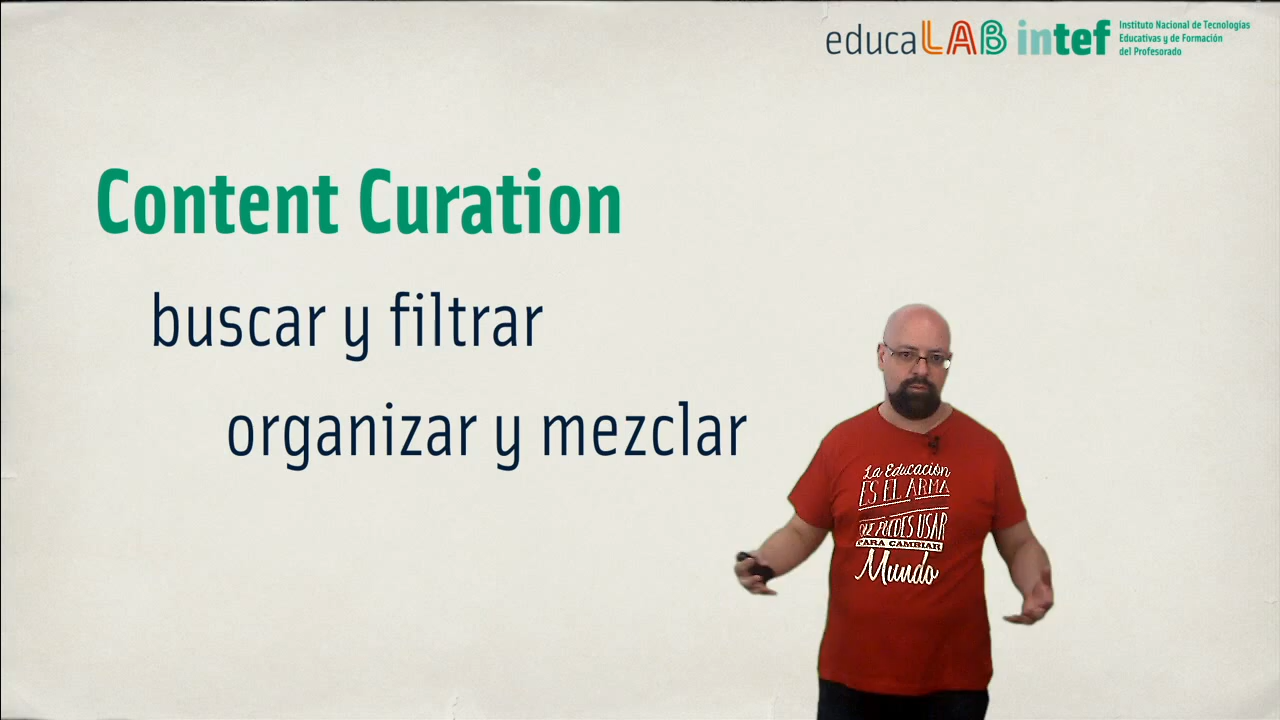 educaLAB intef
Instituto Nacional de Tecnologías
Educativas y de Formación
del Profesorado
Content Curation
buscar y filtrar
organizar y mezclar
La Educación
ES EL ARMA
QUE PUEDES USAR
PARA CAMBIAR
Mundo